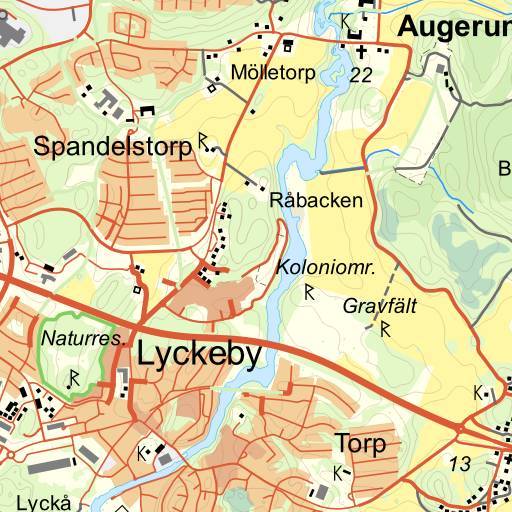 Augerum
K
Mölletorp
22
Spandelstorp
R
B
Råbacken
Koloniomr.
R
Gravfält
R
Naturres.
Lyckeby
R
K
Torp
K
K
13
Lyckå